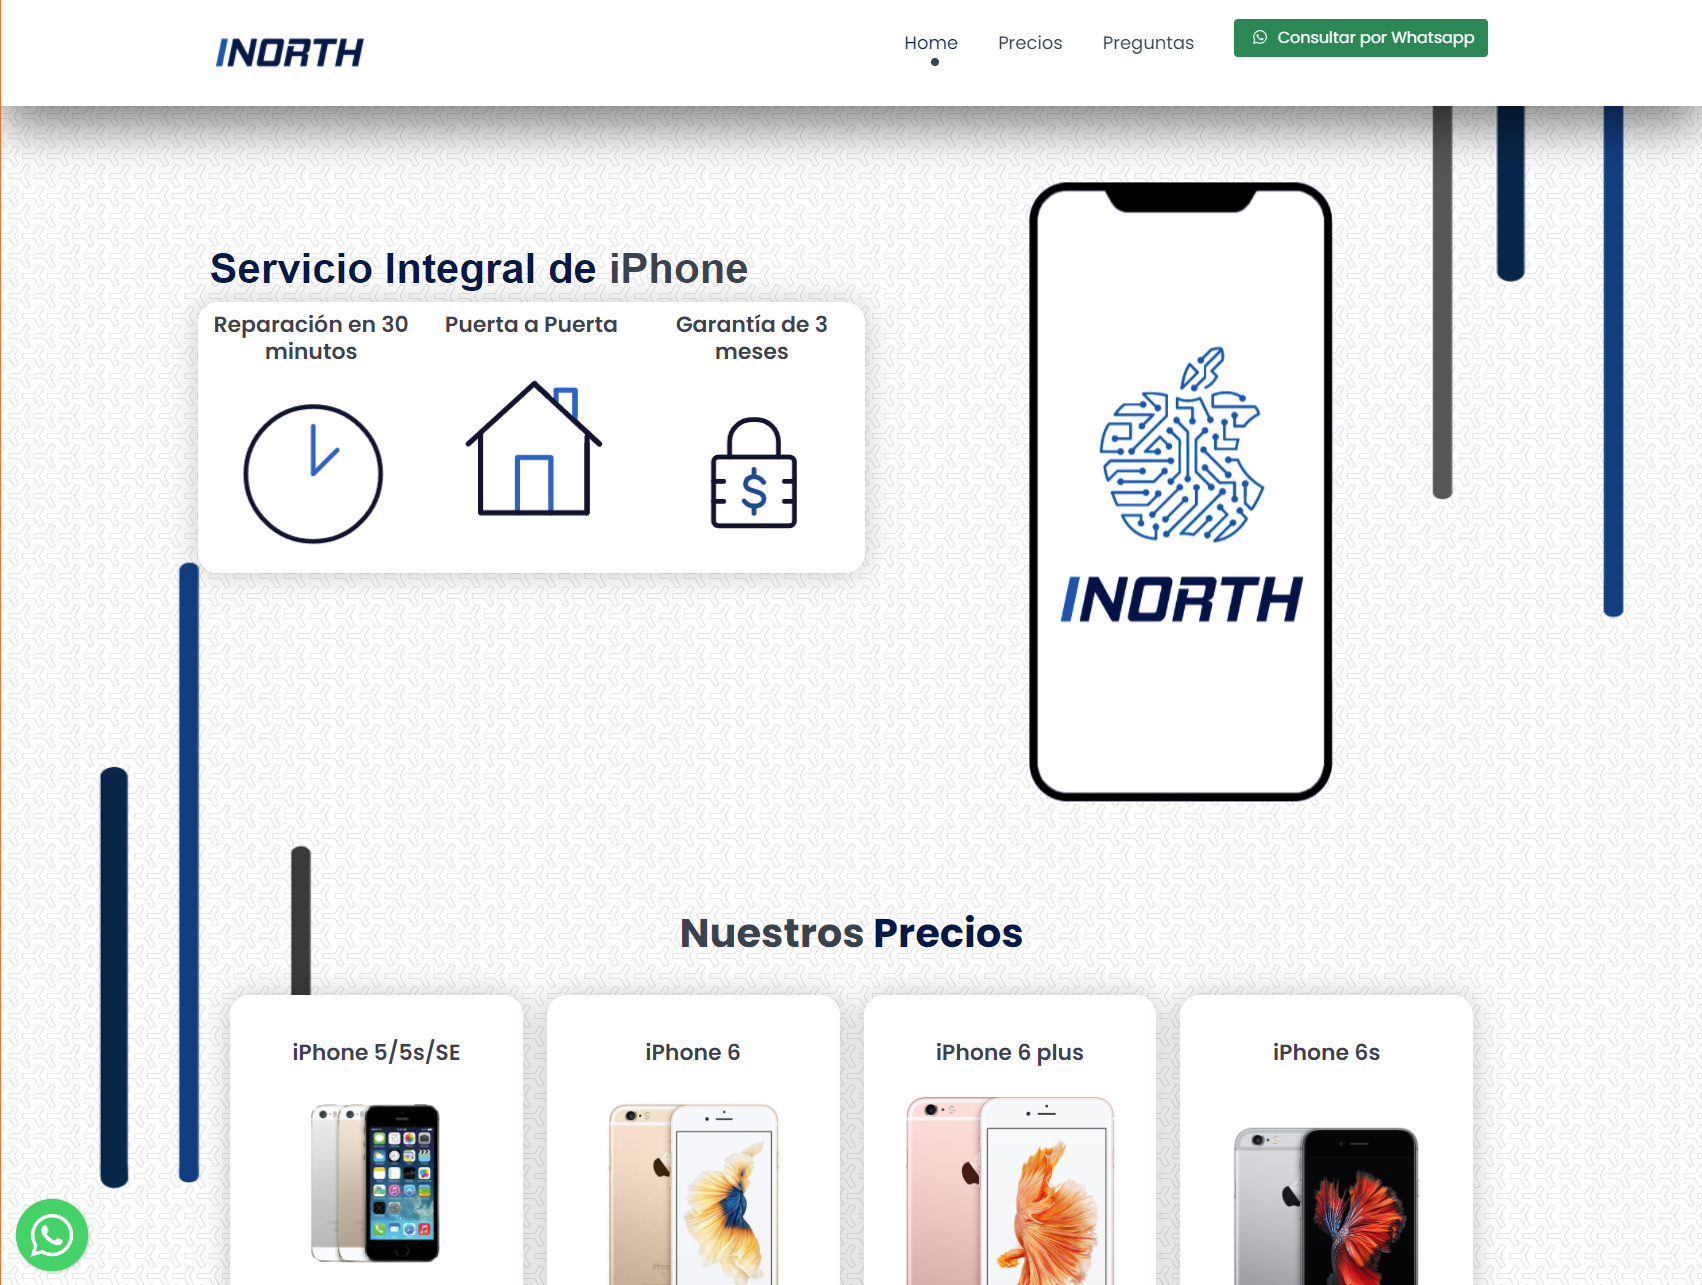 INORTH
Home
Precios
Preguntas
Consultar por Whatsapp
Servicio Integral de iPhone
Reparación en 30
minutos
Puerta a Puerta
Garantía de 3
meses
$
INORTH
Nuestros Precios
iPhone 5/5s/SE
iPhone 6
iPhone 6 plus
iPhone 6s